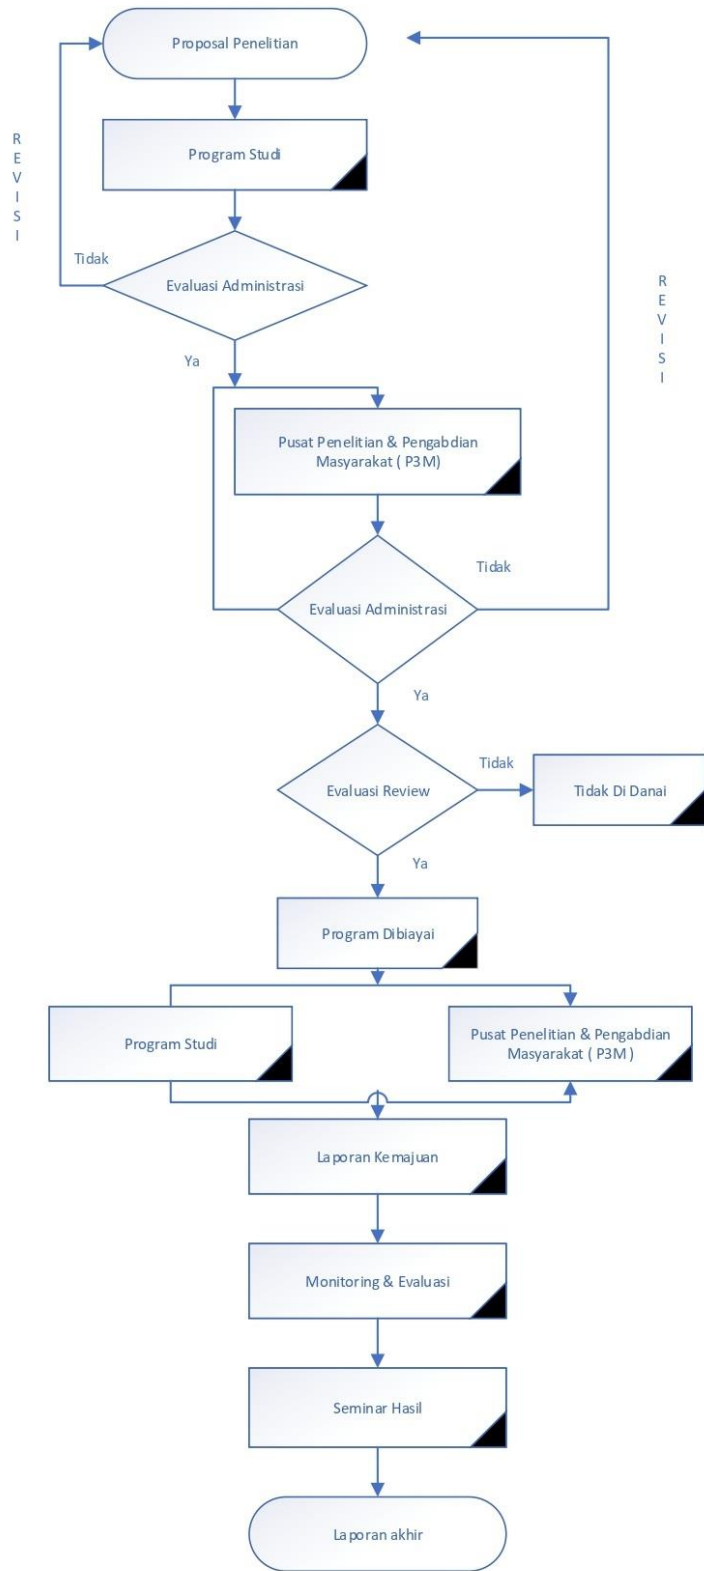 Proposal Penelitian
REVISI
Program Studi
Tidak
Evaluasi Administrasi
REVISI
Ya
Pusat Penelitian & Pengabdian
Masyarakat ( P3M)
Tidak
Evaluasi Administrasi
Ya
Tidak
Evaluasi Review
Tidak Di Danai
Ya
Program Dibiayai
Program Studi
Pusat Penelitian & Pengabdian
Masyarakat ( P3M )
Laporan Kemajuan
Monitoring & Evaluasi
Seminar Hasil
Laporan akhir